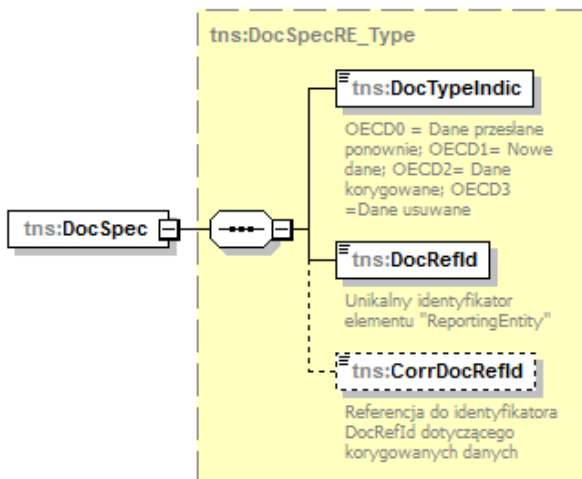 tns:DocSpecRE_Type
tns:DocTypeIndic
OECD0 = Dane przesłane
ponownie; OECD1= Nowe
dane; OECD2= Dane
korygowane; OECD3
=Dane usuwane
tns:DocSpec
tns:DocRefId
Unikalny identyfikator
elementu "ReportingEntity"
tns:CorrDocRefId
Referencja do identyfikatora
DocRefId dotyczącego
korygowanych danych